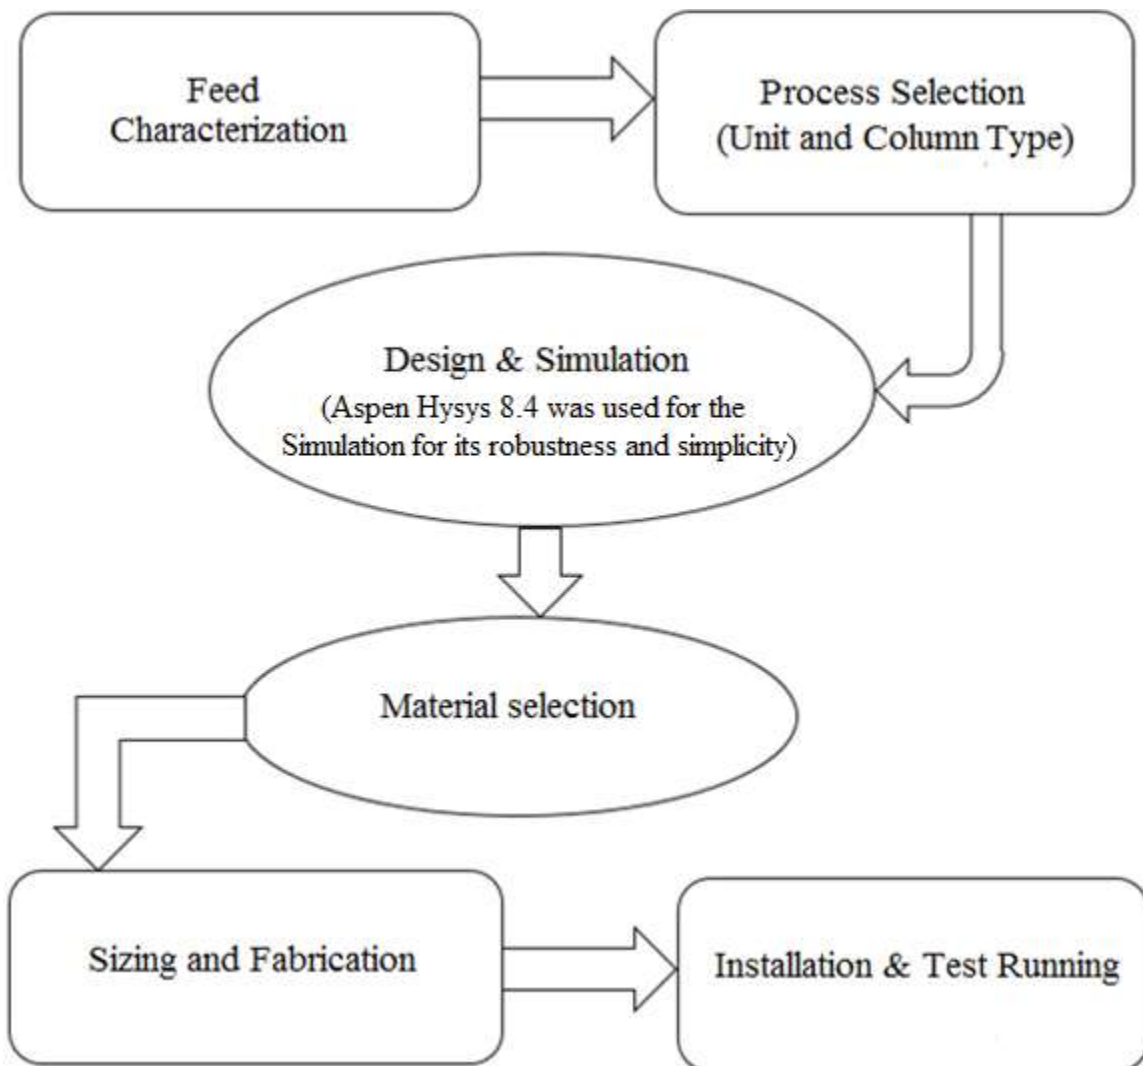 Feed
Characterization
Process Selection
(Unit and Column Type)
Design & Simulation
(Aspen Hysys 8.4 was used for the
Simulation for its robustness and simplicity)
Material selection
Sizing and Fabrication
Installation & Test Running